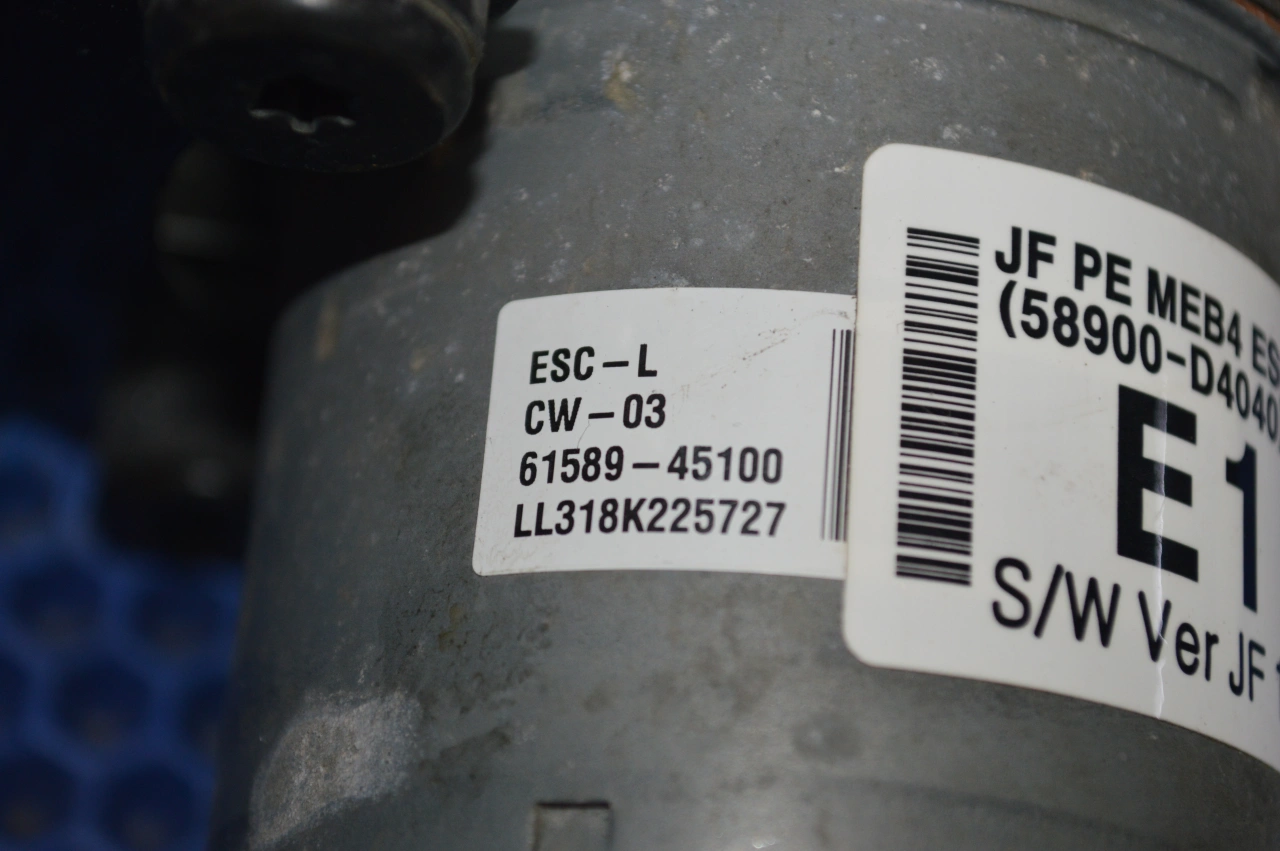 ESC-L
CW-03
61589-45100
LL318K225727
JF PE MEB4 ES
(58900-D4040
E1
S/W Ver JF